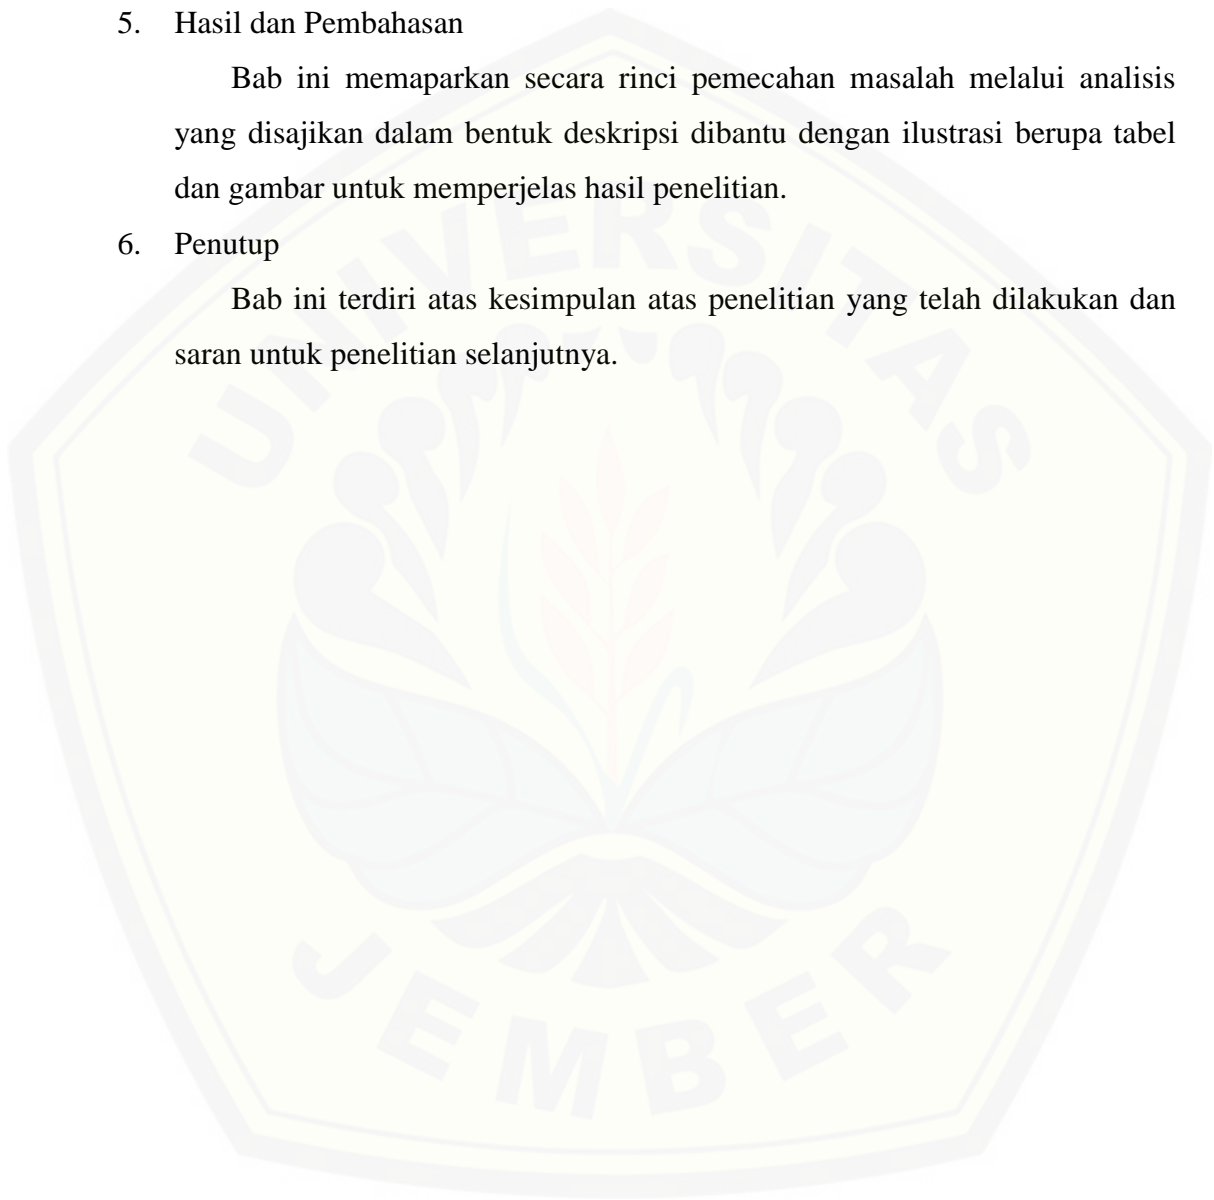 5. Hasil dan Pembahasan
Bab ini memaparkan secara rinci pemecahan masalah melalui analisis
yang disajikan dalam bentuk deskripsi dibantu dengan ilustrasi berupa tabel
dan gambar untuk memperjelas hasil penelitian.
6. Penutup
Bab ini terdiri atas kesimpulan atas penelitian yang telah dilakukan dan
saran untuk penelitian selanjutnya.
UNIVERSITAS
JEMBER